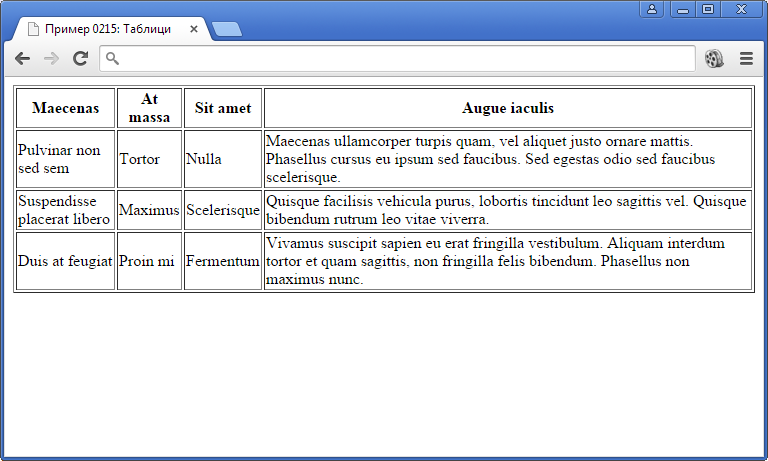 Пример 0215: Таблици
Maecenas
At
massa
Sit amet
Augue iaculis
Pulvinar non
sed sem
Tortor
Nulla
Maecenas ullamcorper turpis quam, vel aliquet justo ornare mattis.
Phasellus cursus eu ipsum sed faucibus. Sed egestas odio sed faucibus
scelerisque.
Suspendisse
placerat libero
Maximus
Scelerisque
Quisque facilisis vehicula purus, lobortis tincidunt leo sagittis vel. Quisque
bibendum rutrum leo vitae viverra.
Duis at feugiat
Proin mi
Fermentum
Vivamus suscipit sapien eu erat fringilla vestibulum. Aliquam interdum
tortor et quam sagittis, non fringilla felis bibendum. Phasellus non
maximus nunc.